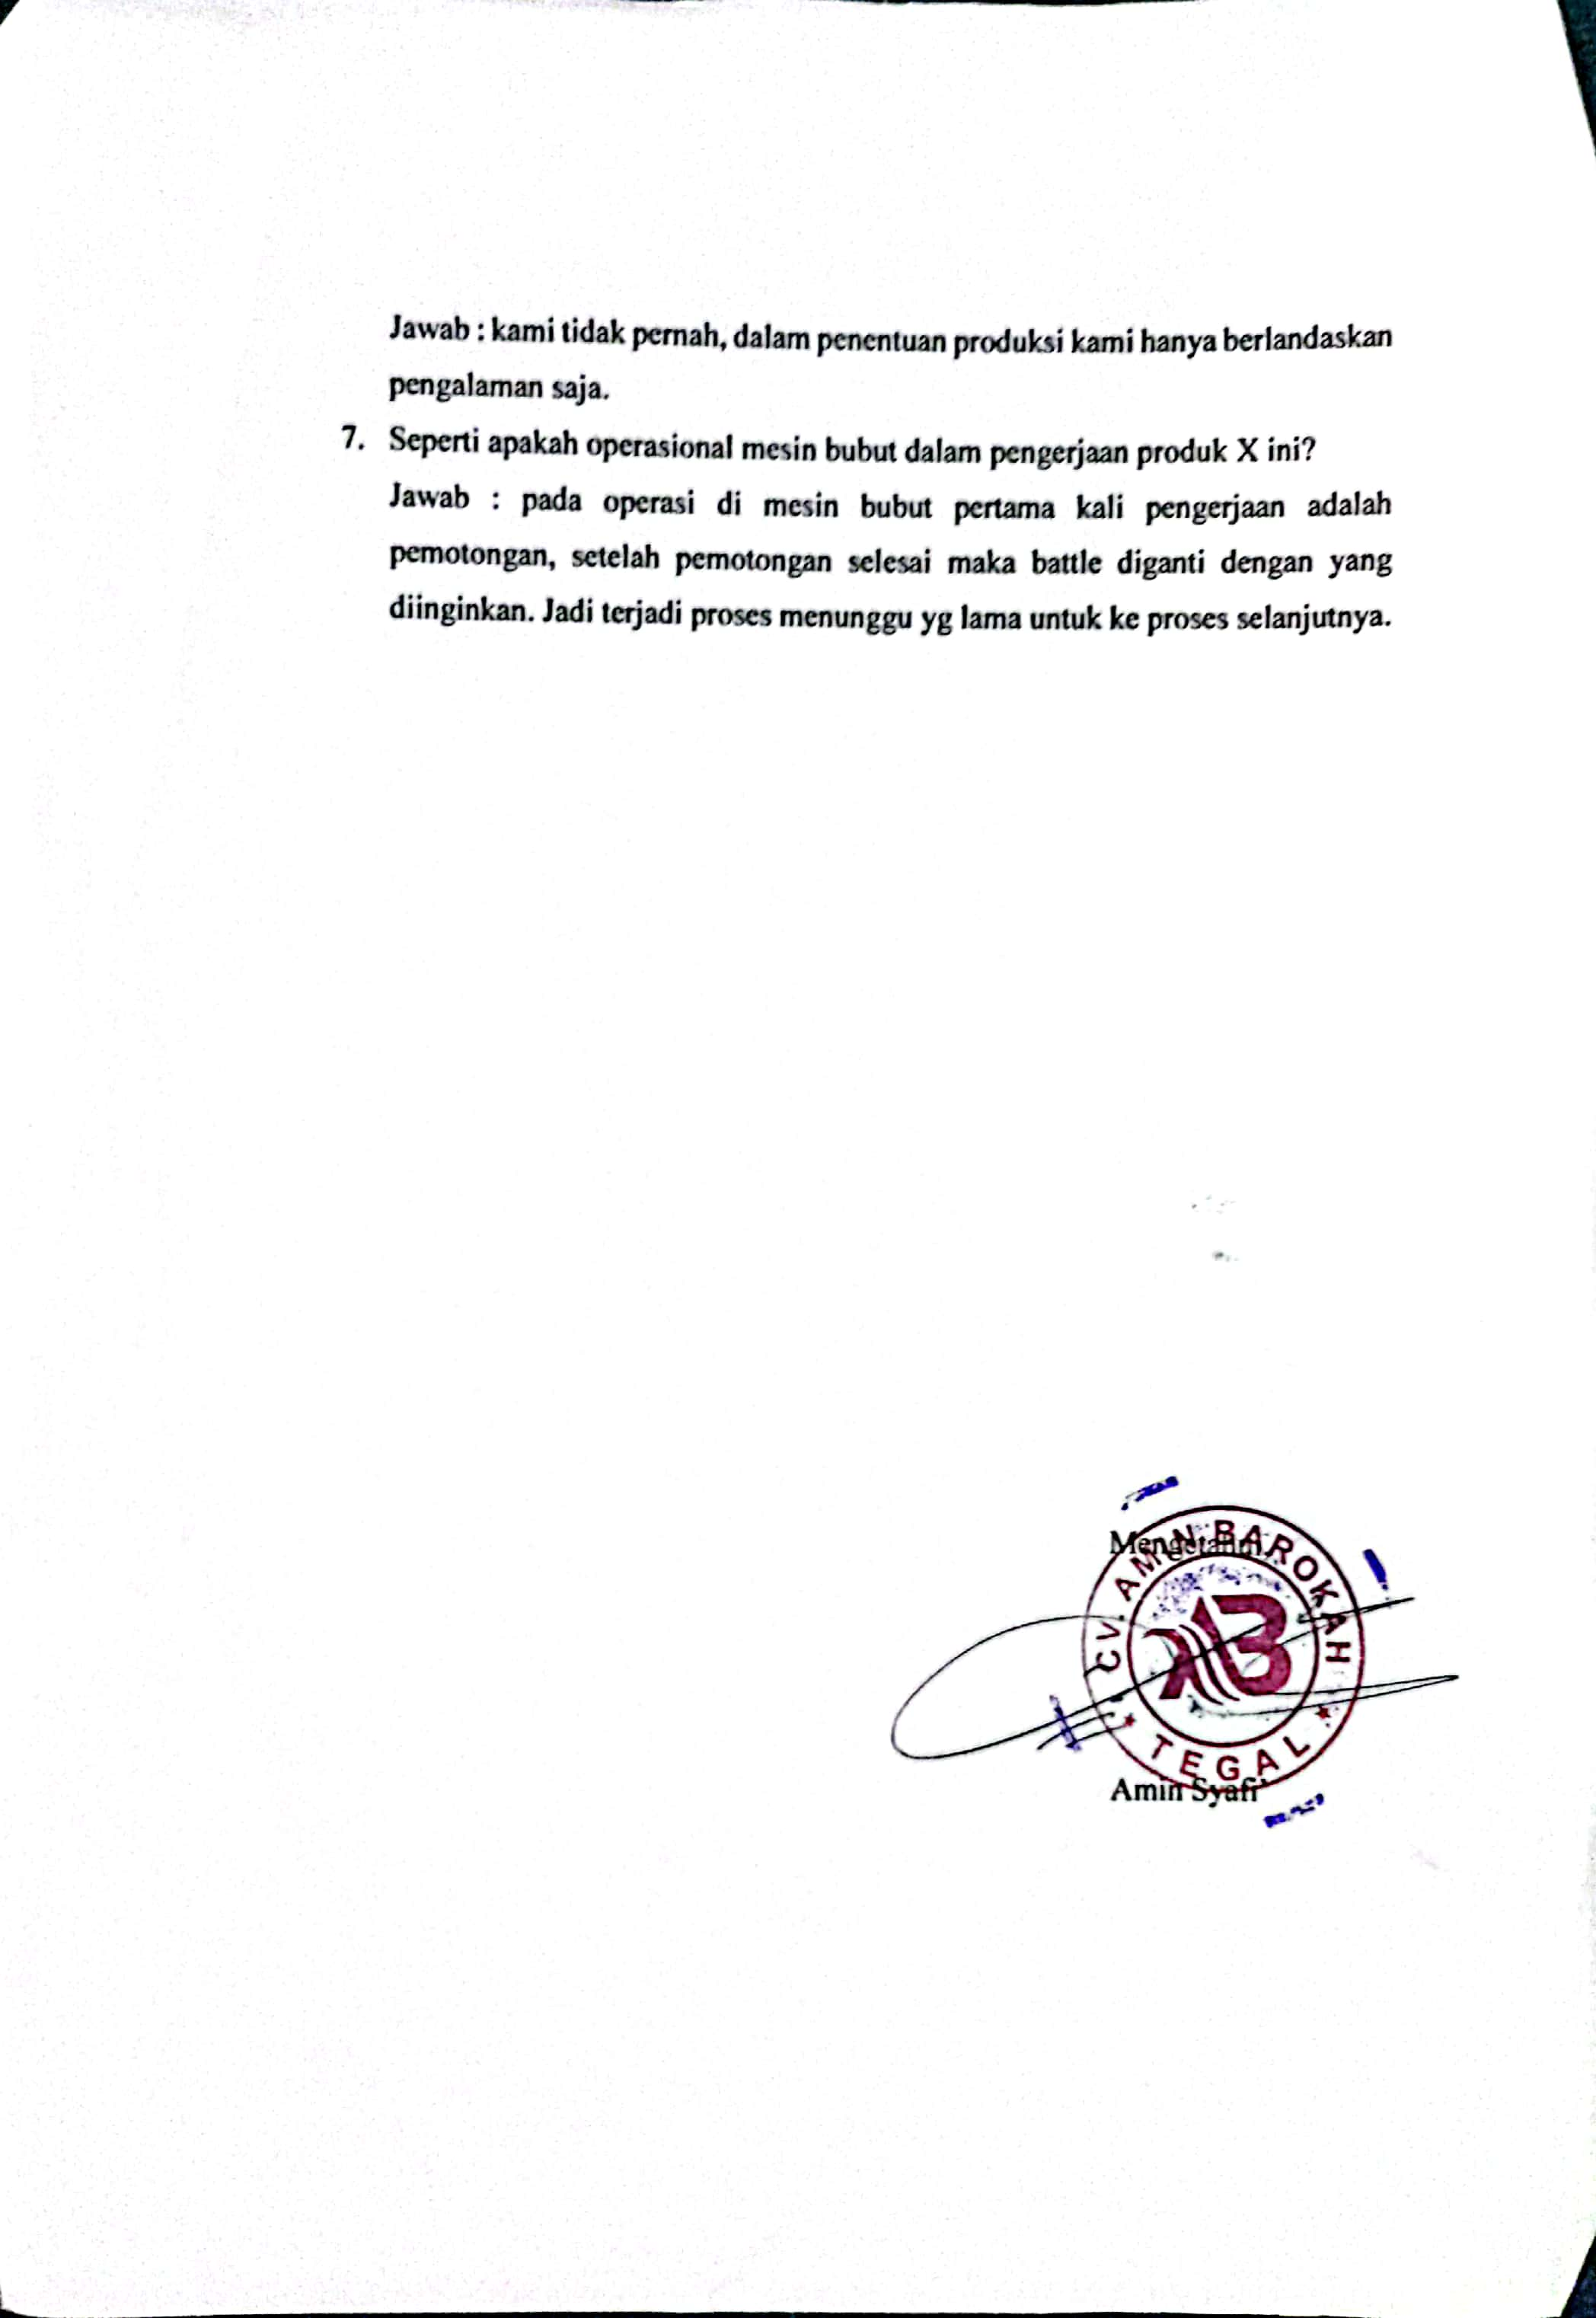 Jawab : kami tidak pernah, dalam penentuan produksi kami hanya berlandaskan
pengalaman saja.
7. Seperti apakah operasional mesin bubut dalam pengerjaan produk X ini?
Jawab : pada operasi di mesin bubut pertama kali pengerjaan adalah
pemotongan, setelah pemotongan selesai maka battle diganti dengan yang
diinginkan. Jadi terjadi proses menunggu yg lama untuk ke proses selanjutnya.
Mengetahui
CV. AMIN BAROKAH
AB
TEGAL
Amin Syafi'